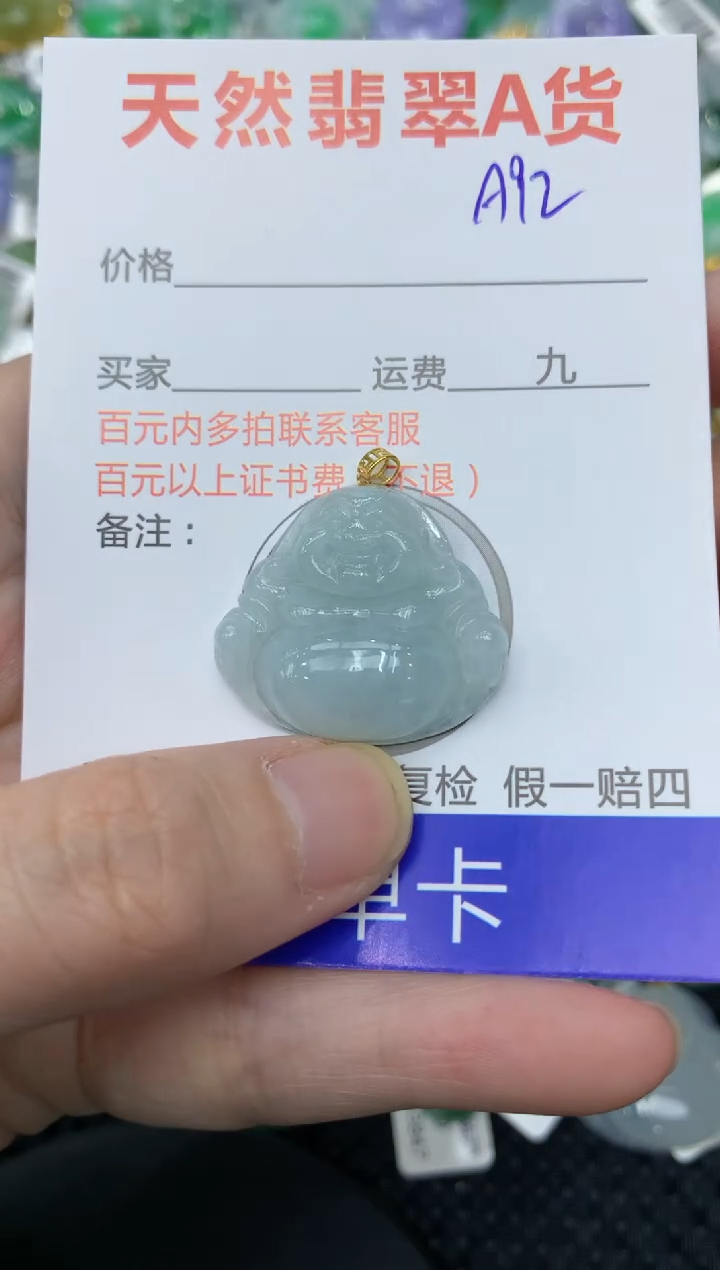 天然翡翠A货
A92
价格
买家 运费 九
百元内多拍联系客服
百元以上证书费 不退）
备注：
复检 假一赔四
单卡